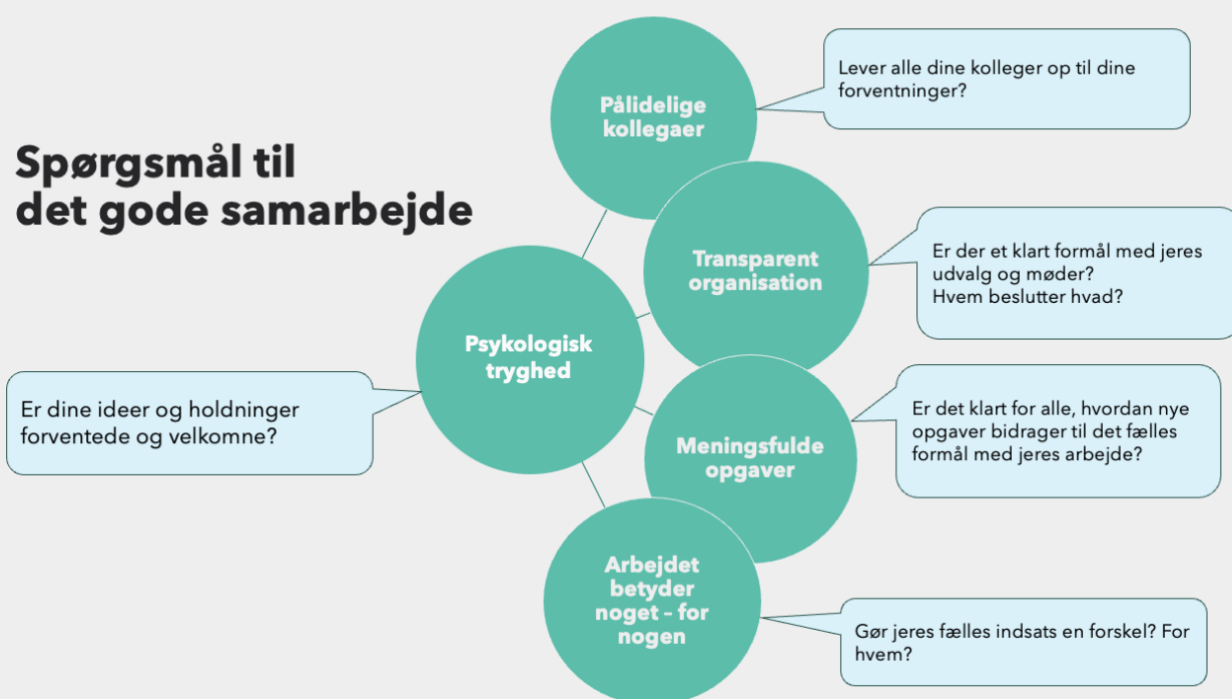 Spørgsmål til
det gode samarbejde
Pålidelige
kollegaer
Lever alle dine kolleger op til dine
forventninger?
Transparent
organisation
Er der et klart formål med jeres
udvalg og møder?
Hvem beslutter hvad?
Psykologisk
tryghed
Er dine ideer og holdninger
forventede og velkomne?
Meningsfulde
opgaver
Er det klart for alle, hvordan nye
opgaver bidrager til det fælles
formål med jeres arbejde?
Arbejdet
betyder
noget – for
nogen
Gør jeres fælles indsats en forskel? For
hvem?